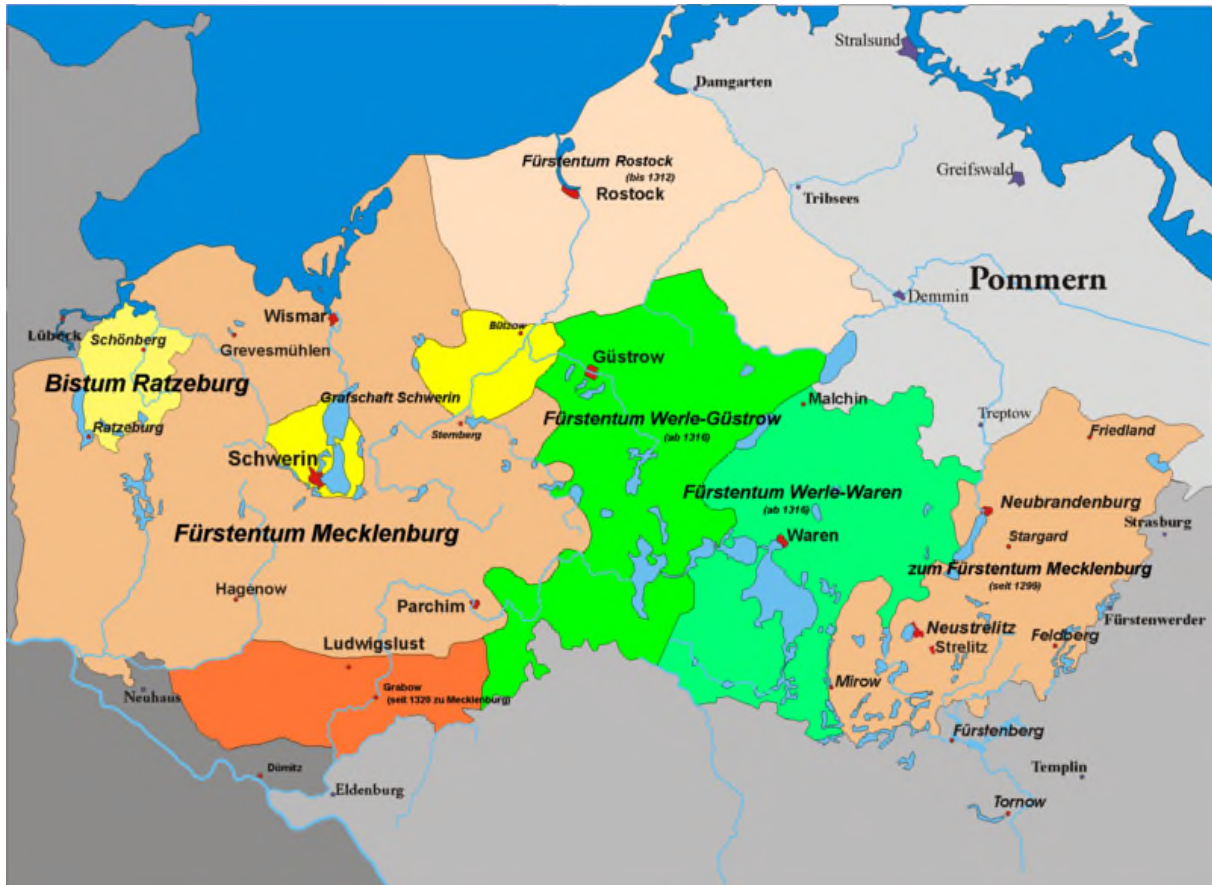 Stralsund
Damgarten
Fürstentum Rostock
(bis 1312)
Rostock
Greifswald
Tribsees
Pommern
Demmin
Wismar
Bützow
Lübeck
Schönberg
Grevesmühlen
Güstrow
Bistum Ratzeburg
Grafschaft Schwerin
Malchin
Fürstentum Werle-Güstrow
(ab 1316)
Treptow
Ratzeburg
Sternberg
Friedland
Schwerin
Fürstentum Werle-Waren
(ab 1316)
Neubrandenburg
Strasburg
Fürstentum Mecklenburg
Waren
Stargard
zum Fürstentum Mecklenburg
(seit 1299)
Hagenow
Parchim
Fürstenwerder
Neustrelitz
Feldberg
Strelitz
Ludwigslust
Mirow
Neuhaus
Grabow
(seit 1320 zu Mecklenburg)
Fürstenberg
Dömitz
Templin
Eldenburg
Tornow